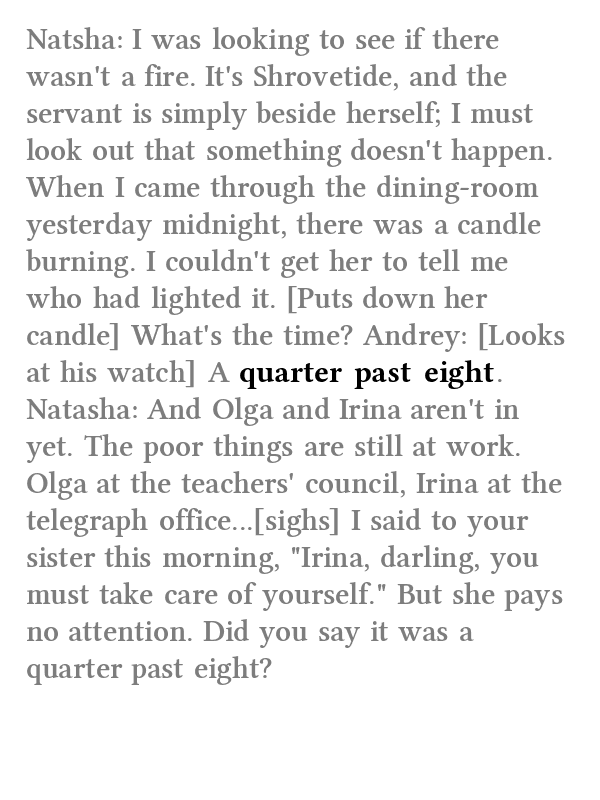 Natsha: I was looking to see if there
wasn't a fire. It's Shrovetide, and the
servant is simply beside herself; I must
look out that something doesn't happen.
When I came through the dining-room
yesterday midnight, there was a candle
burning. I couldn't get her to tell me
who had lighted it. [Puts down her
candle] What's the time? Andrey: [Looks
at his watch] A quarter past eight.
Natasha: And Olga and Irina aren't in
yet. The poor things are still at work.
Olga at the teachers' council, Irina at the
telegraph office...[sighs] I said to your
sister this morning, "Irina, darling, you
must take care of yourself." But she pays
no attention. Did you say it was a
quarter past eight?